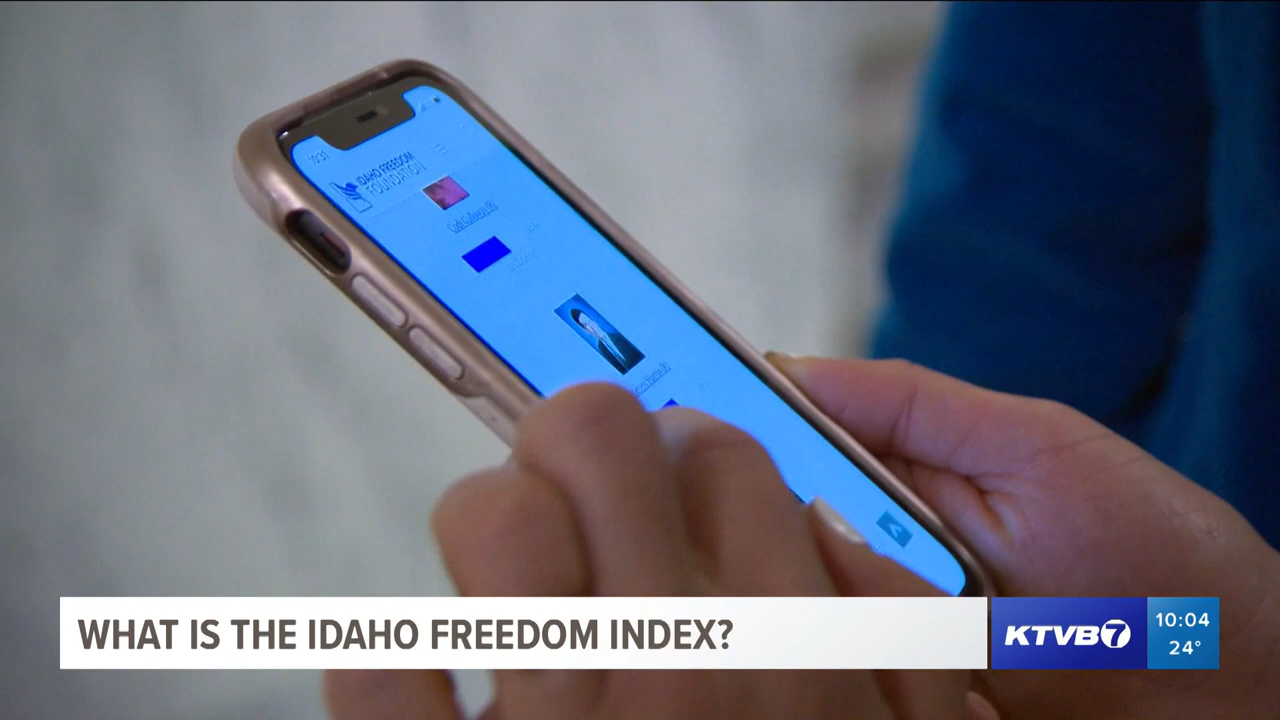 IDAHO FREEDOM
FOUNDATION
WHAT IS THE IDAHO FREEDOM INDEX?
KTVB7
10:04
24°